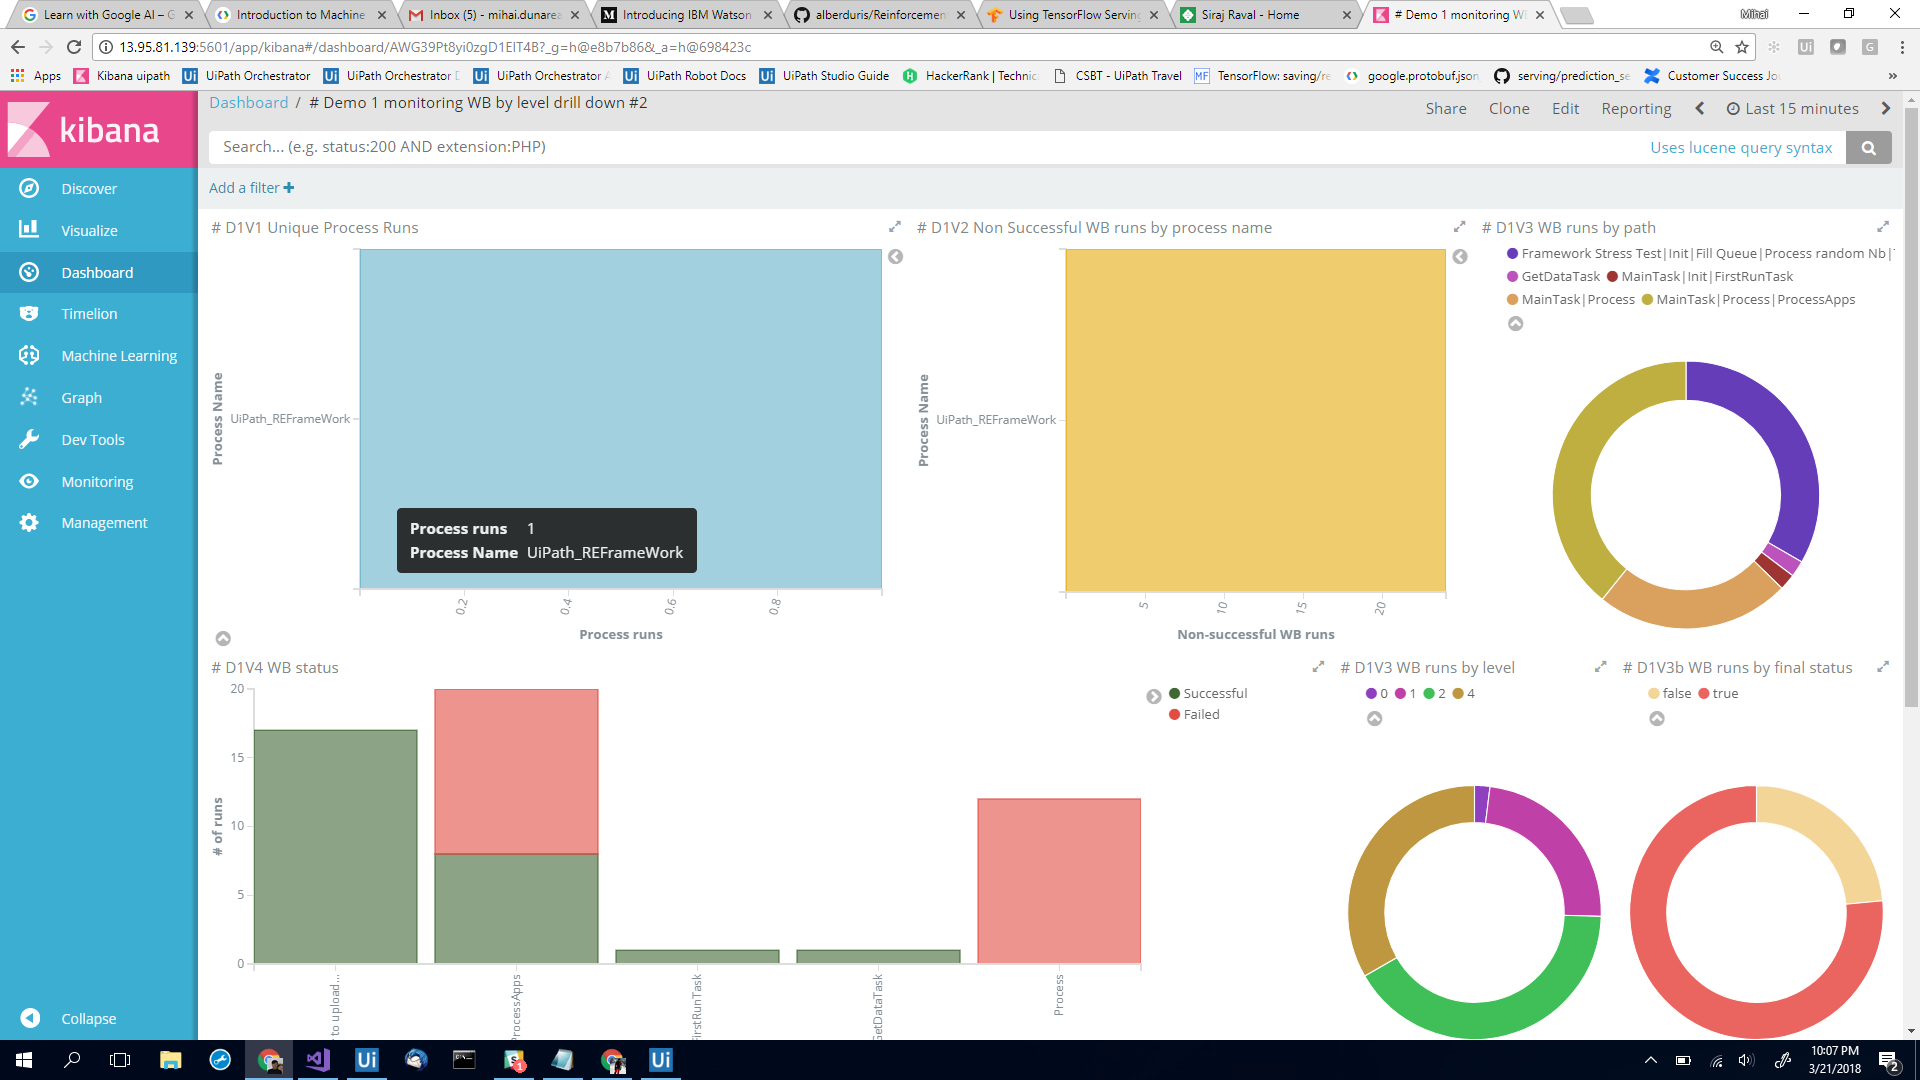 Learn with Google AI – G
Introduction to Machine
Inbox (5) - mihai.dunarea
Introducing IBM Watson
alberduris/Reinforcemen
Using TensorFlow Serving
Siraj Raval - Home
# Demo 1 monitoring W
Mihai
13.95.81.139:5601/app/kibana#/dashboard/AWG39Pt8yi0zgD1EIT4B?_g=h@e8b7b86&_a=h@698423c
Apps
Kibana uipath
UiPath Orchestrator
UiPath Orchestrator
UiPath Orchestrator
UiPath Robot Docs
UiPath Studio Guide
HackerRank | Technic
CSBT - UiPath Travel
TensorFlow: saving/re
google.protobuf.json
serving/prediction_se
Customer Success Jou
kibana
Discover
Visualize
Dashboard
Timelion
Machine Learning
Graph
Dev Tools
Monitoring
Management
Collapse
Dashboard / # Demo 1 monitoring WB by level drill down #2
Share Clone Edit Reporting Last 15 minutes
Search... (e.g. status:200 AND extension:PHP)
Uses lucene query syntax
Add a filter +
# D1V1 Unique Process Runs
Process Name
UiPath_REFrameWork
Process runs 1
Process Name UiPath_REFrameWork
0.2 0.4 0.6 0.8
Process runs
# D1V2 Non Successful WB runs by process name
Process Name
UiPath_REFrameWork
5 10 15 20
Non-successful WB runs
# D1V3 WB runs by path
Framework Stress Test|Init|Fill Queue|Process random Nb|
GetDataTask MainTask|Init|FirstRunTask
MainTask|Process MainTask|Process|ProcessApps
# D1V4 WB status
# of runs
20
15
10
5
0
to upload...
ProcessApps
FirstRunTask
GetDataTask
Process
Successful
Failed
# D1V3 WB runs by level
0 1 2 4
# D1V3b WB runs by final status
false true
10:07 PM
3/21/2018
2